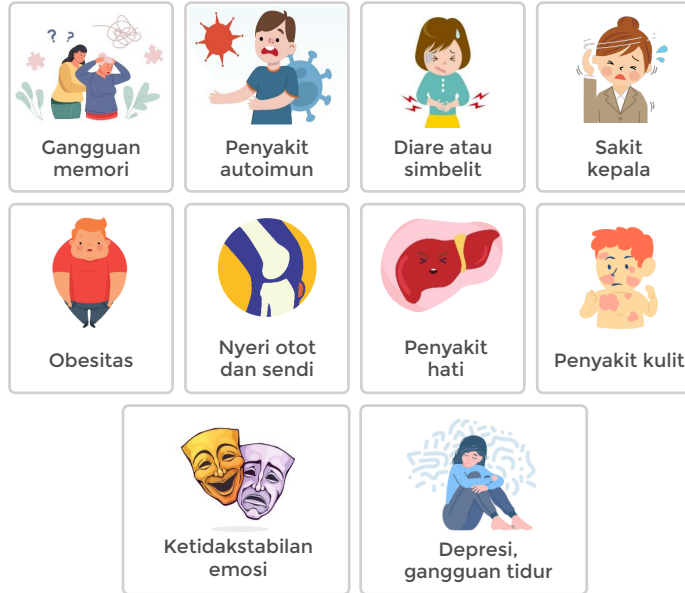 ? ?
Gangguan
memori
Penyakit
autoimun
Diare atau
simbelit
Sakit
kepala
Obesitas
Nyeri otot
dan sendi
Penyakit
hati
Penyakit kulit
Ketidakstabilan
emosi
Depresi,
gangguan tidur